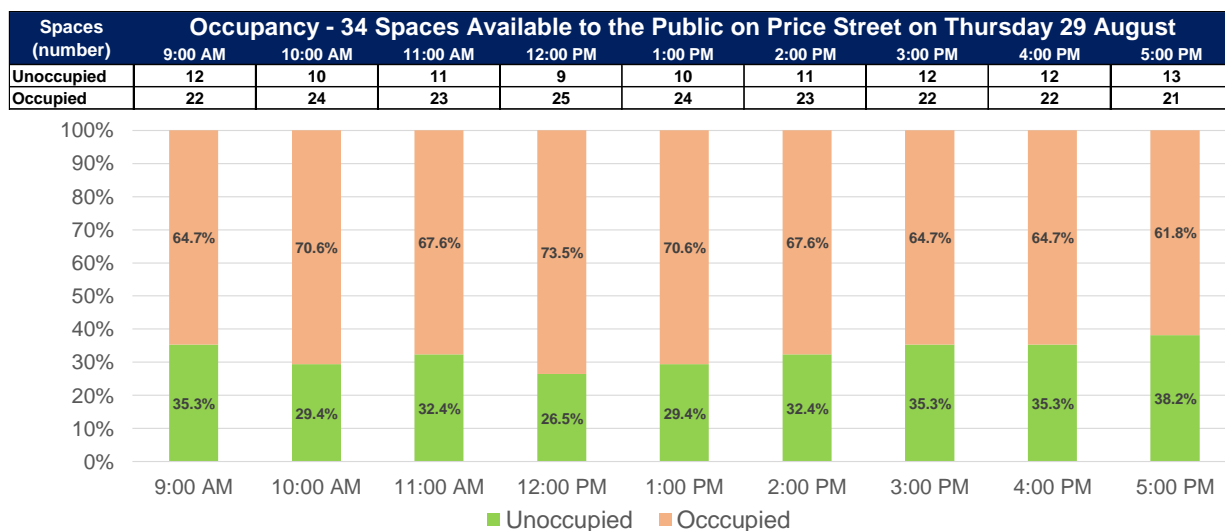 Occupancy - 34 Spaces Available to the Public on Price Street on Thursday 29 August
Spaces
(number)
9:00 AM 10:00 AM 11:00 AM 12:00 PM 1:00 PM 2:00 PM 3:00 PM 4:00 PM 5:00 PM
Unoccupied 12 10 11 9 10 11 12 12 13
Occupied 22 24 23 25 24 23 22 22 21
100%
90%
80%
70%
60%
50%
40%
30%
20%
10%
0%
64.7% 70.6% 67.6% 73.5% 70.6% 67.6% 64.7% 64.7% 61.8%
35.3% 29.4% 32.4% 26.5% 29.4% 32.4% 35.3% 35.3% 38.2%
9:00 AM 10:00 AM 11:00 AM 12:00 PM 1:00 PM 2:00 PM 3:00 PM 4:00 PM 5:00 PM
Unoccupied Occcupied